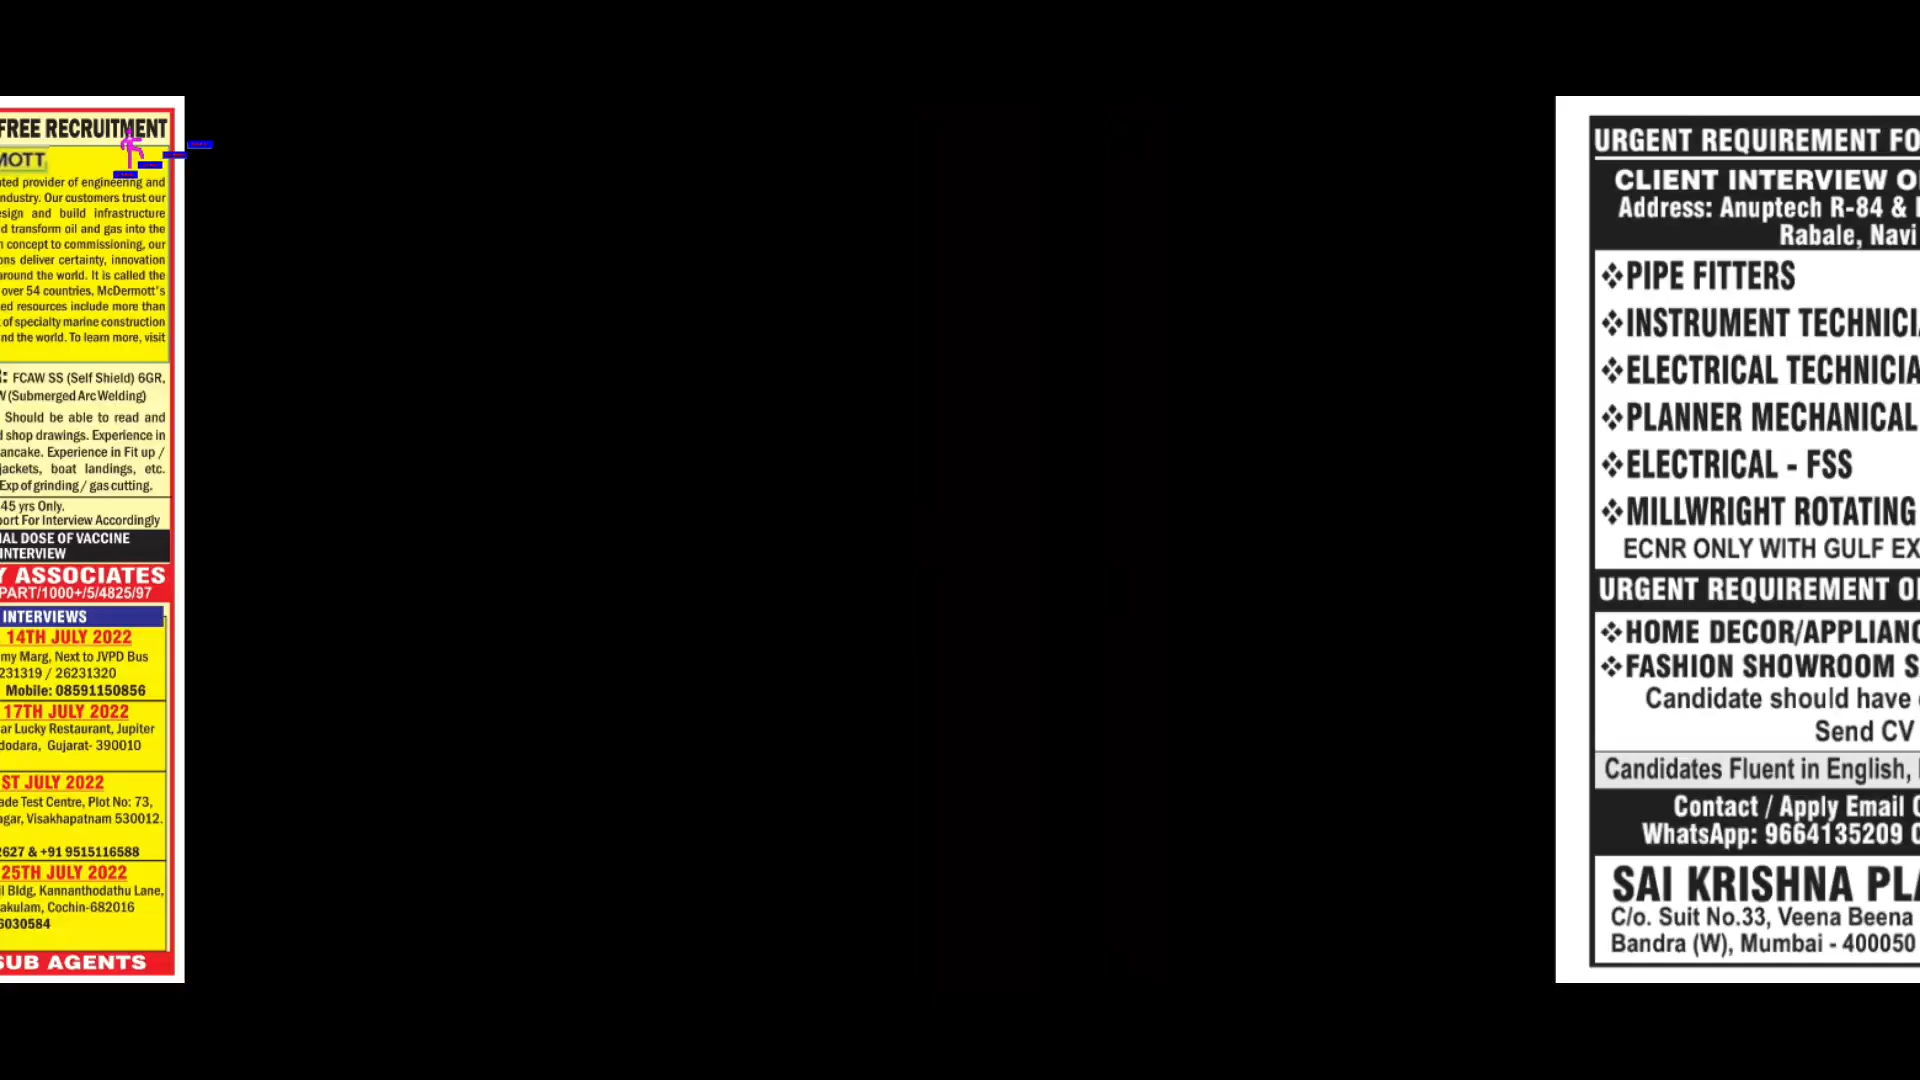 FREE RECRUITMENT
MOTT
ted provider of engineering and
ndustry. Our customers trust our
sign and build infrastructure
d transform oil and gas into the
concept to commissioning, our
ons deliver certainty, innovation
around the world. It is called the
over 54 countries, McDermott's
ed resources include more than
of specialty marine construction
nd the world. To learn more, visit
: FCAW SS (Self Shield) 6GR,
W (Submerged Arc Welding)
Should be able to read and
d shop drawings. Experience in
ancake. Experience in Fit up /
jackets, boat landings, etc.
Exp of grinding / gas cutting.
45 yrs Only.
port For Interview Accordingly
AL DOSE OF VACCINE
INTERVIEW
Y ASSOCIATES
PART/1000+/5/4825/97
INTERVIEWS
14TH JULY 2022
my Marg, Next to JVPD Bus
231319 / 26231320
Mobile: 08591150856
17TH JULY 2022
ar Lucky Restaurant, Jupiter
dodara, Gujarat- 390010
ST JULY 2022
ade Test Centre, Plot No: 73,
agar, Visakhapatnam 530012.
2627 & +91 9515116588
25TH JULY 2022
il Bldg, Kannanthodathu Lane,
akulam, Cochin-682016
6030584
SUB AGENTS
URGENT REQUIREMENT FO
CLIENT INTERVIEW O
Address: Anuptech R-84 &
Rabale, Navi
❖PIPE FITTERS
❖INSTRUMENT TECHNICIA
❖ELECTRICAL TECHNICIA
❖PLANNER MECHANICAL
❖ELECTRICAL - FSS
❖MILLWRIGHT ROTATING
ECNR ONLY WITH GULF EX
URGENT REQUIREMENT O
❖HOME DECOR/APPLIANC
❖FASHION SHOWROOM S
Candidate should have
Send CV
Candidates Fluent in English,
Contact / Apply Email
WhatsApp: 9664135209
SAI KRISHNA PLA
C/o. Suit No.33, Veena Beena
Bandra (W), Mumbai - 400050